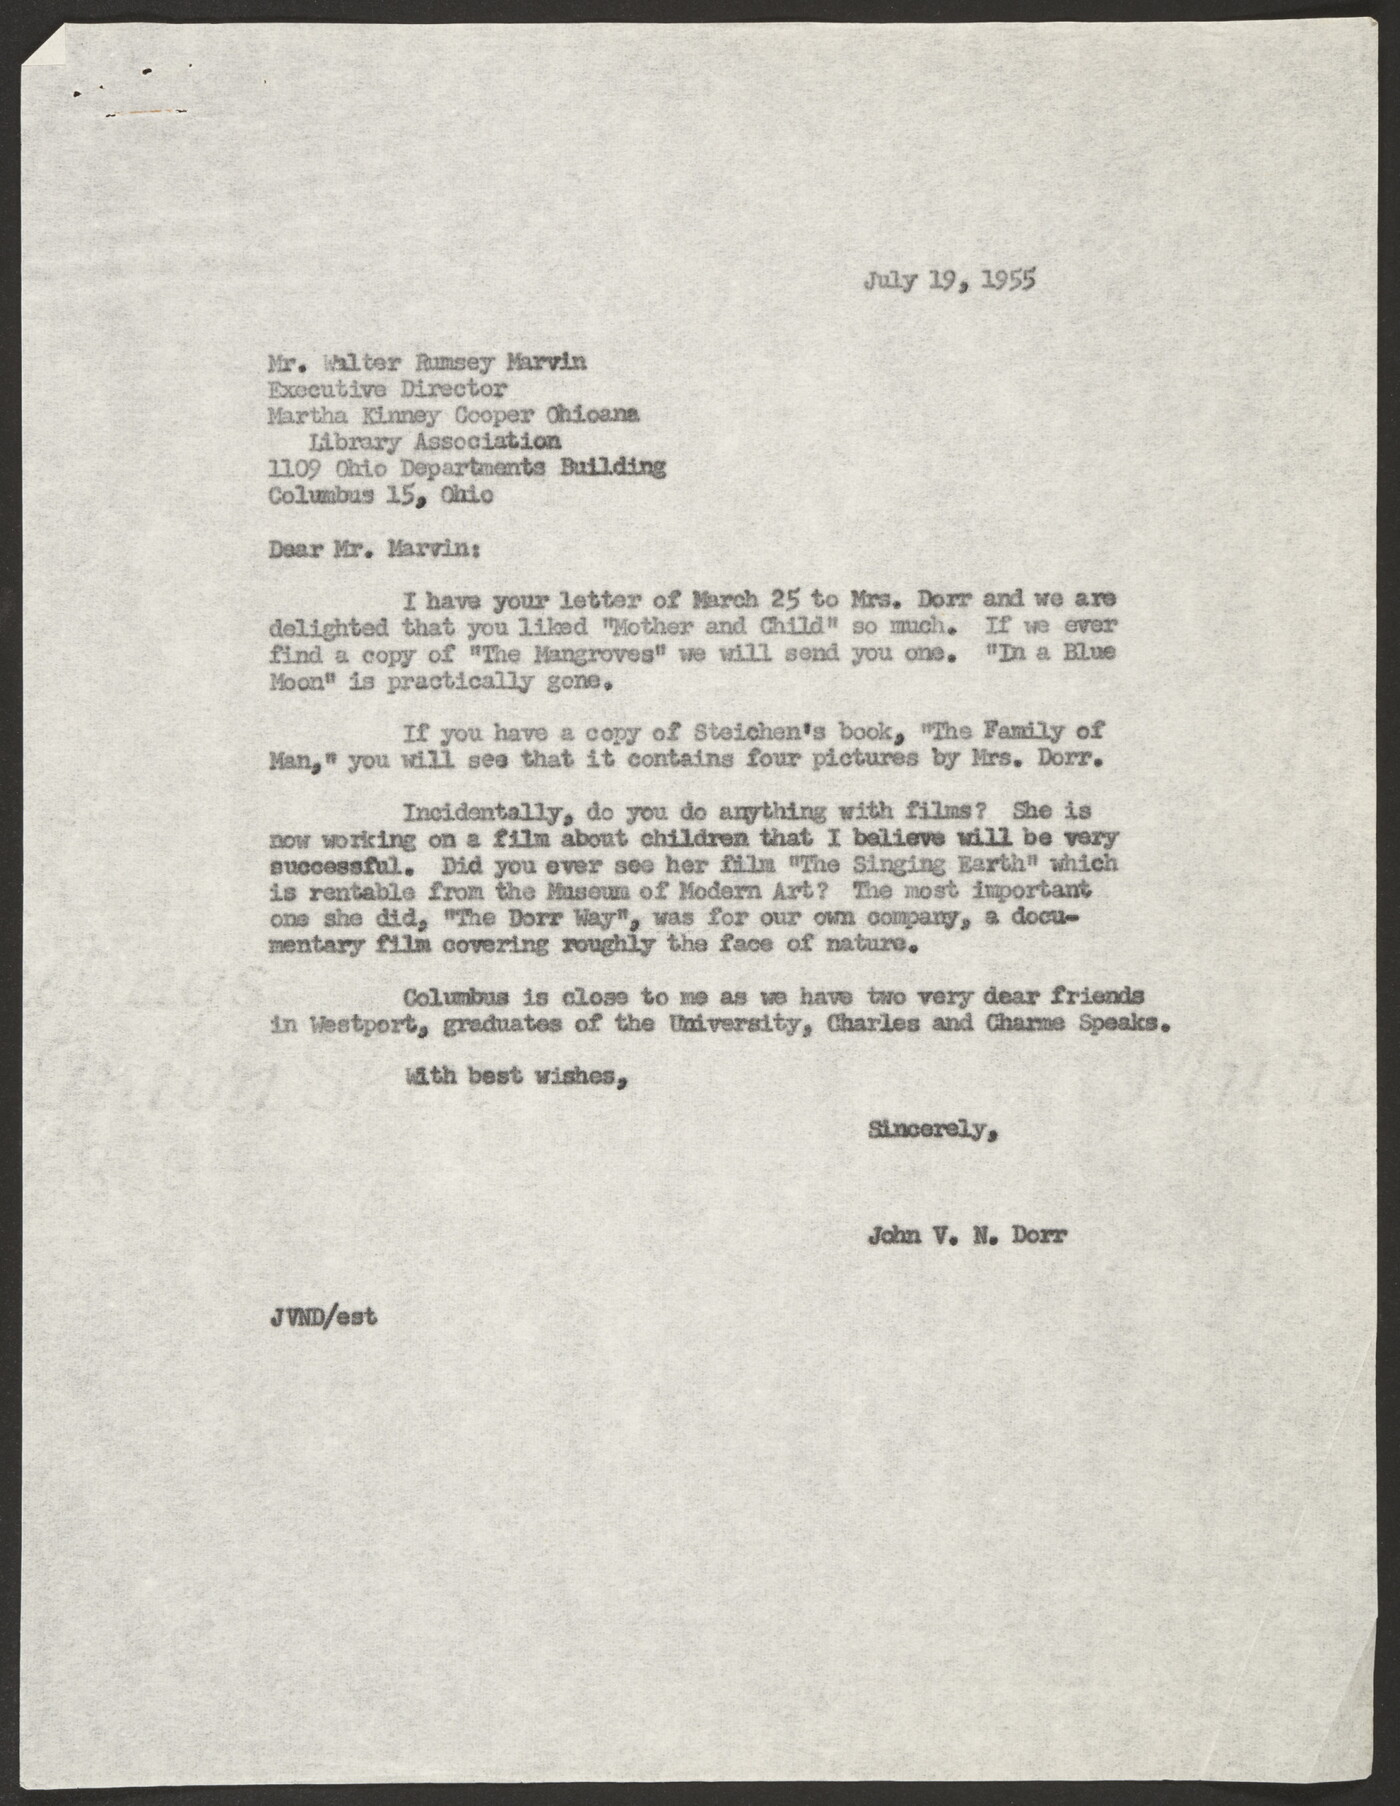 July 19, 1955
Mr. Walter Rumsey Marvin
Executive Director
Martha Kinney Cooper Ohioana
Library Association
1109 Ohio Departments Building
Columbus 15, Ohio
Dear Mr. Marvin:
I have your letter of March 25 to Mrs. Dorr and we are
delighted that you liked "Mother and Child" so much. If we ever
find a copy of "The Mangroves" we will send you one. "In a Blue
Moon" is practically gone.
If you have a copy of Steichen's book, "The Family of
Man," you will see that it contains four pictures by Mrs. Dorr.
Incidentally, do you do anything with films? She is
now working on a film about children that I believe will be very
successful. Did you ever see her film "The Singing Earth" which
is rentable from the Museum of Modern Art? The most important
one she did, "The Dorr Way", was for our own company, a docu-
mentary film covering roughly the face of nature.
Columbus is close to me as we have two very dear friends
in Westport, graduates of the University, Charles and Charme Speaks.
With best wishes,
Sincerely,
John V. N. Dorr
JVND/est